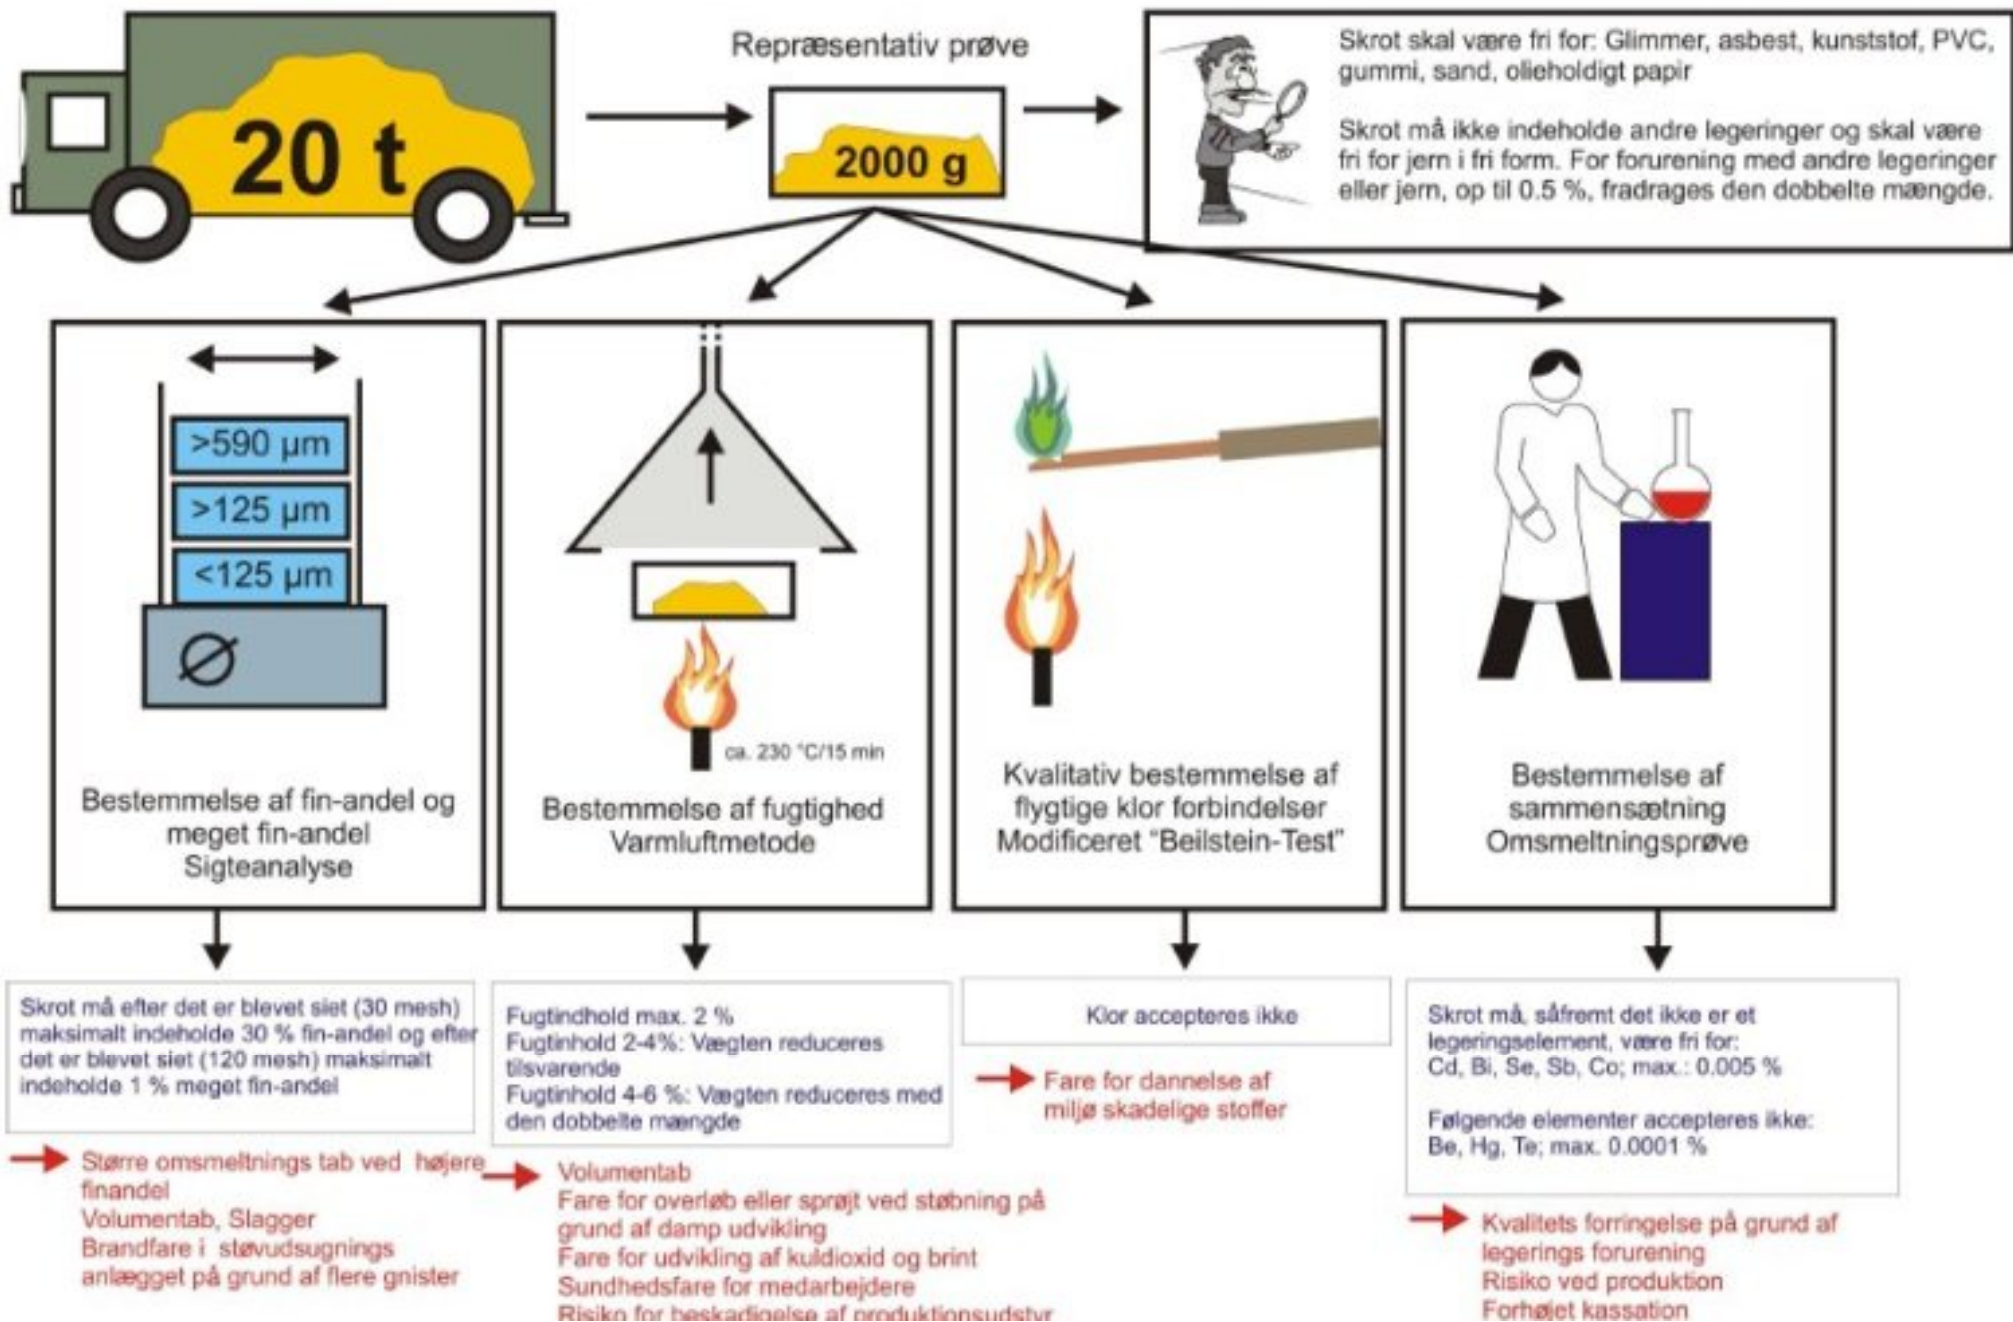 20 t
Repræsentativ prøve
2000 g
Skrot skal være fri for: Glimmer, asbest, kunststof, PVC,
gummi, sand, olieholdigt papir
Skrot må ikke indeholde andre legeringer og skal være
fri for jern i fri form. For forurening med andre legeringer
eller jern, op til 0.5 %, fradrages den dobbelte mængde.
>590 µm
>125 µm
<125 µm
Bestemmelse af fin-andel og
meget fin-andel
Sigteanalyse
ca. 230 °C/15 min
Bestemmelse af fugtighed
Varmluftmetode
Kvalitativ bestemmelse af
flygtige klor forbindelser
Modificeret "Beilstein-Test"
Bestemmelse af
sammensætning
Omsmeltningsprøve
Skrot må efter det er blevet siet (30 mesh)
maksimalt indeholde 30 % fin-andel og efter
det er blevet siet (120 mesh) maksimalt
indeholde 1 % meget fin-andel
Større omsmeltnings tab ved højere
finandel
Volumentab, Slagger
Brandfare i støvudsugnings
anlægget på grund af flere gnister
Fugtindhold max. 2 %
Fugtinhold 2-4%: Vægten reduceres
tilsvarende
Fugtinhold 4-6 %: Vægten reduceres med
den dobbelte mængde
Volumentab
Fare for overløb eller sprøjt ved støbning på
grund af damp udvikling
Fare for udvikling af kuldioxid og brint
Sundhedsfare for medarbejdere
Risiko for beskadigelse af produktionsudstyr
Klor accepteres ikke
Fare for dannelse af
miljø skadelige stoffer
Skrot må, såfremt det ikke er et
legeringselement, være fri for:
Cd, Bi, Se, Sb, Co; max.: 0.005 %
Følgende elementer accepteres ikke:
Be, Hg, Te; max. 0.0001 %
Kvalitets forringelse på grund af
legerings forurening
Risiko ved produktion
Forhøjet kassation